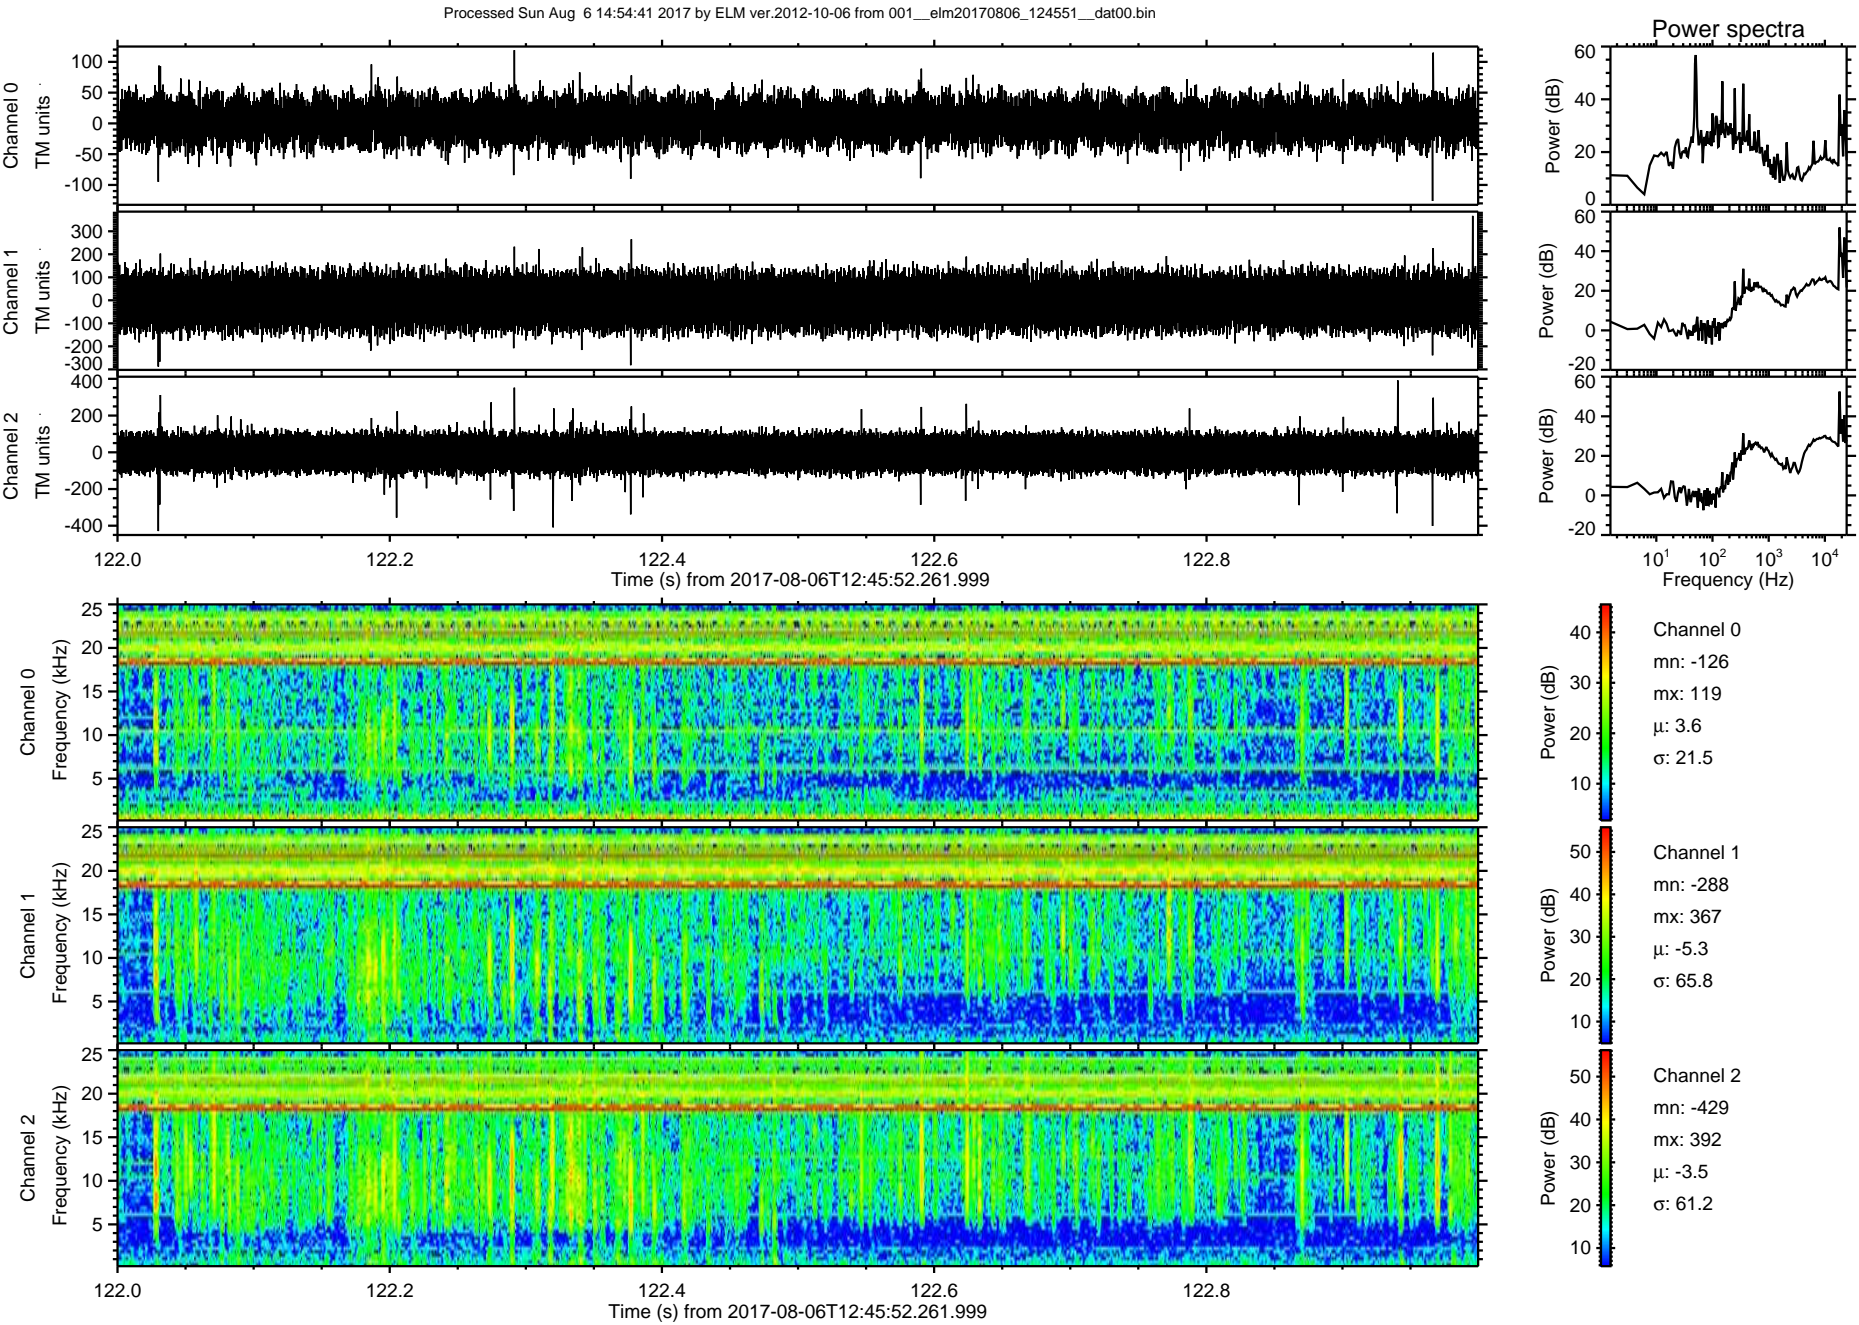 Processed Sun Aug  6 14:54:41 2017 by ELM ver.2012-10-06 from 001__elm20170806_124551__dat00.bin
Power spectra
Channel 0
TM units
100
50
0
-50
-100
Power (dB)
60
40
20
0
Channel 1
TM units
300
200
100
0
-100
-200
-300
Power (dB)
60
40
20
0
-20
Channel 2
TM units
400
200
0
-200
-400
Power (dB)
60
40
20
0
-20
122.0 122.2 122.4 122.6 122.8
Time (s) from 2017-08-06T12:45:52.261.999
10¹ 10² 10³ 10⁴
Frequency (Hz)
Channel 0
Frequency (kHz)
25
20
15
10
5
Power (dB)
40
30
20
10
Channel 0
mn: -126
mx: 119
μ: 3.6
σ: 21.5
Channel 1
Frequency (kHz)
25
20
15
10
5
Power (dB)
50
40
30
20
10
Channel 1
mn: -288
mx: 367
μ: -5.3
σ: 65.8
Channel 2
Frequency (kHz)
25
20
15
10
5
Power (dB)
50
40
30
20
10
Channel 2
mn: -429
mx: 392
μ: -3.5
σ: 61.2
122.0 122.2 122.4 122.6 122.8
Time (s) from 2017-08-06T12:45:52.261.999